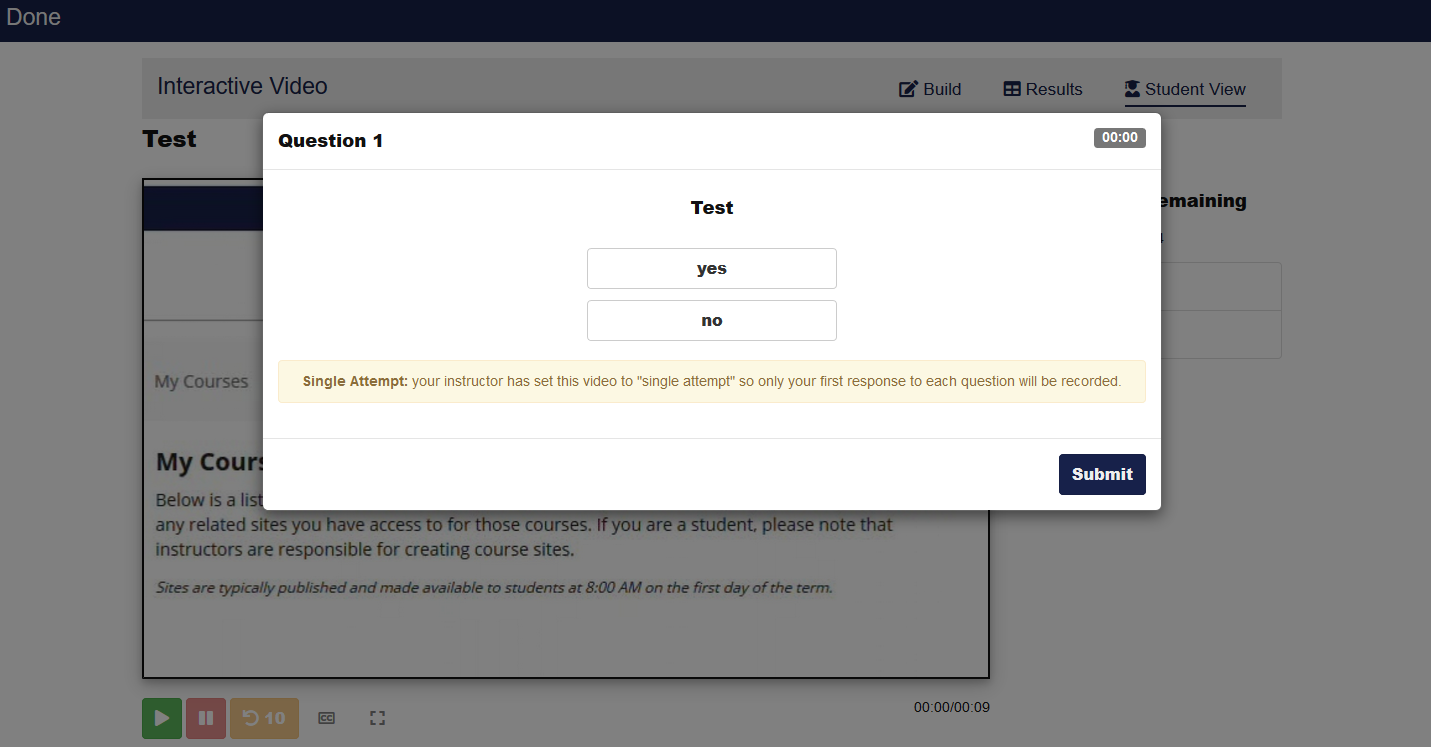 Done
Interactive Video
Build
Results
Student View
Test
Question 1
00:00
Test
yes
no
Single Attempt: your instructor has set this video to "single attempt" so only your first response to each question will be recorded.
Submit
emaining
My Courses
My Cours
Below is a list
any related sites you have access to for those courses. If you are a student, please note that
instructors are responsible for creating course sites.
Sites are typically published and made available to students at 8:00 AM on the first day of the term.
10
CC
00:00/00:09